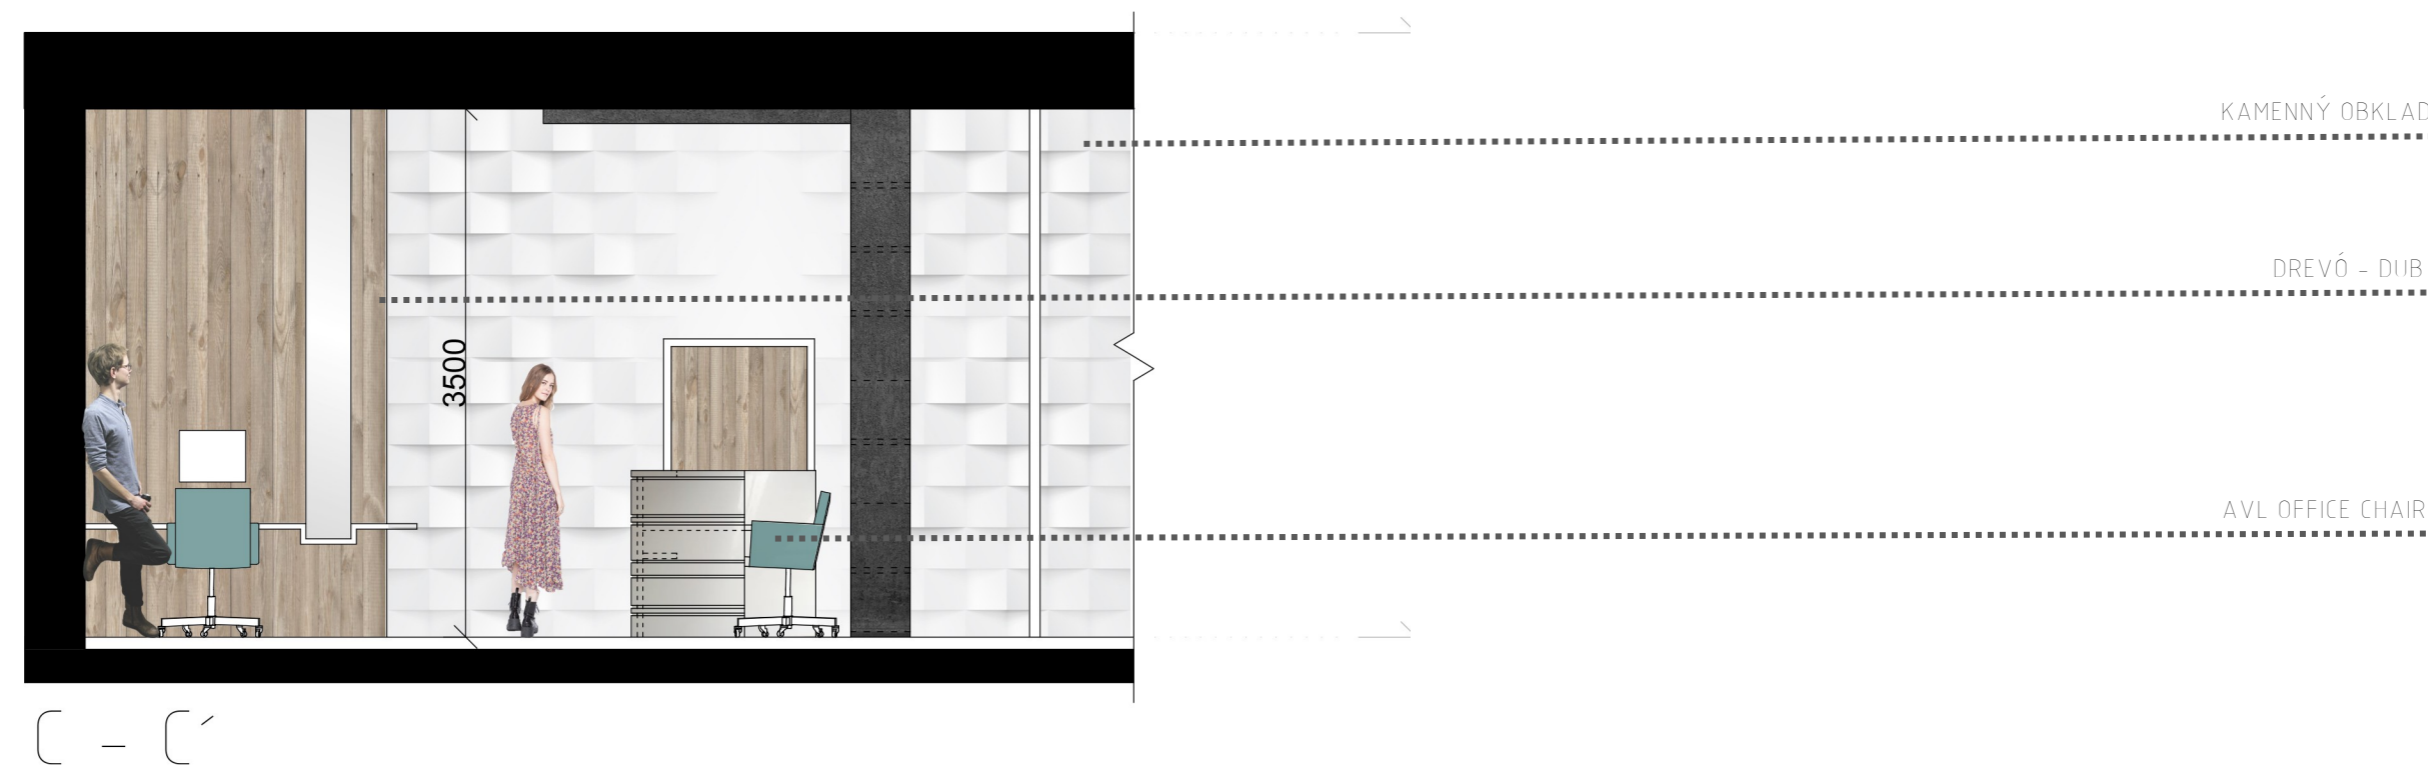 KAMENNÝ OBKLAD
DREVÓ - DUB
3500
AVL OFFICE CHAIR
C - C´